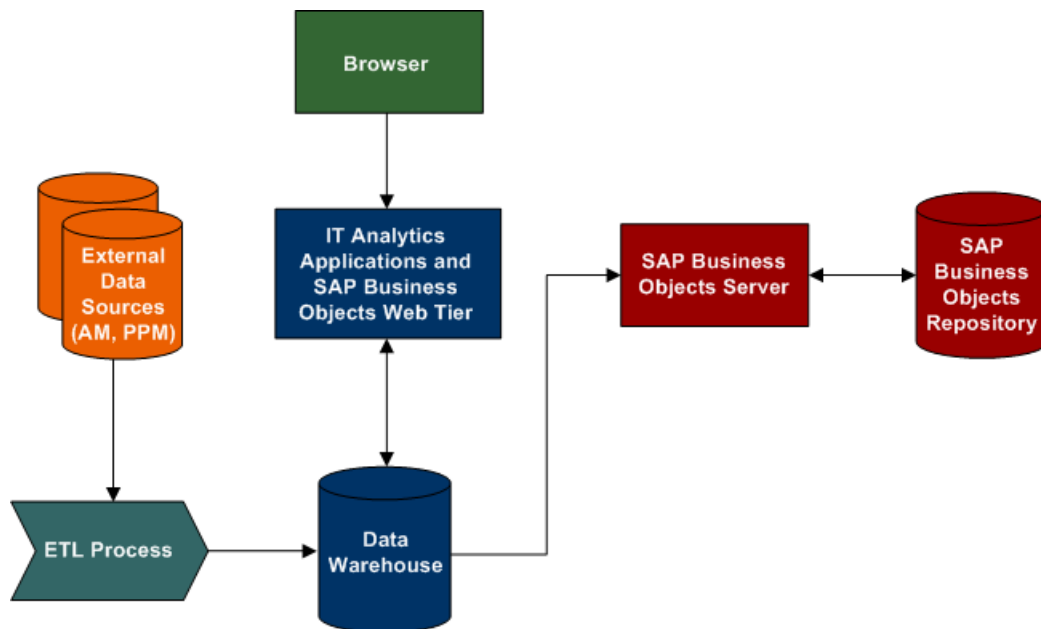 Browser
External
Data
Sources
(AM, PPM)
IT Analytics
Applications and
SAP Business
Objects Web Tier
SAP Business
Objects Server
SAP
Business
Objects
Repository
ETL Process
Data
Warehouse